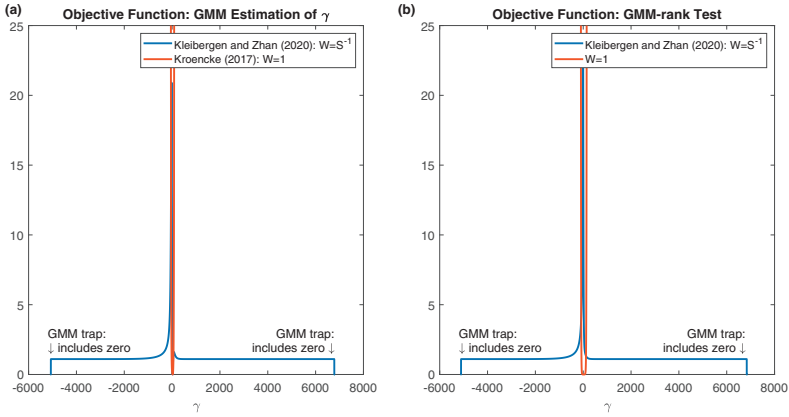 (a)
Objective Function: GMM Estimation of γ
25
20
15
10
5
0
Kleibergen and Zhan (2020): W=S⁻¹
Kroencke (2017): W=1
GMM trap:
↓ includes zero
GMM trap:
includes zero ↓
-6000 -4000 -2000 0 2000 4000 6000 8000
γ
(b)
Objective Function: GMM-rank Test
25
20
15
10
5
0
Kleibergen and Zhan (2020): W=S⁻¹
W=1
GMM trap:
↓ includes zero
GMM trap:
includes zero ↓
-6000 -4000 -2000 0 2000 4000 6000 8000
γ